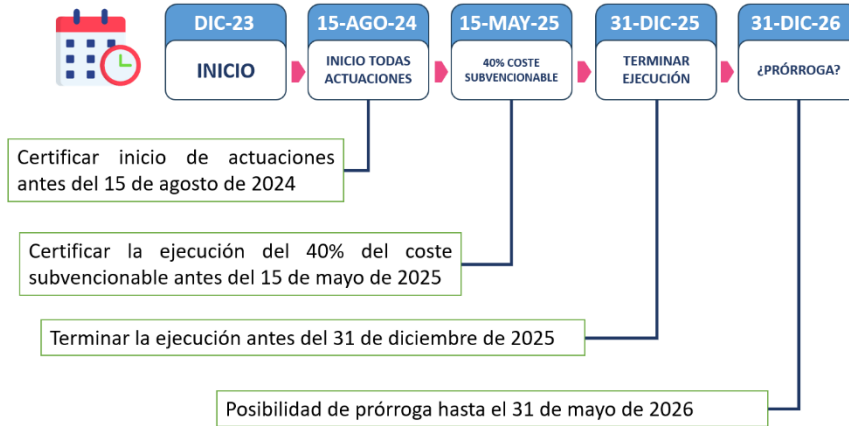 DIC-23
INICIO
15-AGO-24
INICIO TODAS
ACTUACIONES
15-MAY-25
40% COSTE
SUBVENCIONABLE
31-DIC-25
TERMINAR
EJECUCIÓN
31-DIC-26
¿PRÓRROGA?
Certificar inicio de actuaciones
antes del 15 de agosto de 2024
Certificar la ejecución del 40% del coste
subvencionable antes del 15 de mayo de 2025
Terminar la ejecución antes del 31 de diciembre de 2025
Posibilidad de prórroga hasta el 31 de mayo de 2026